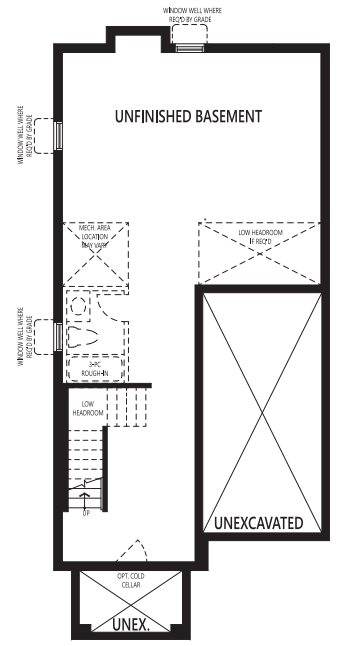 WINDOW WELL WHERE
REQ'D BY GRADE
UNFINISHED BASEMENT
WINDOW WELL WHERE
REQ'D BY GRADE
MECH. AREA
LOCATION
MAY VARY
LOW HEADROOM
IF REQ'D
WINDOW WELL WHERE
REQ'D BY GRADE
3-PC
ROUGH-IN
LOW
HEADROOM
UP
UNEXCAVATED
OPT. COLD
CELLAR
UNEX.